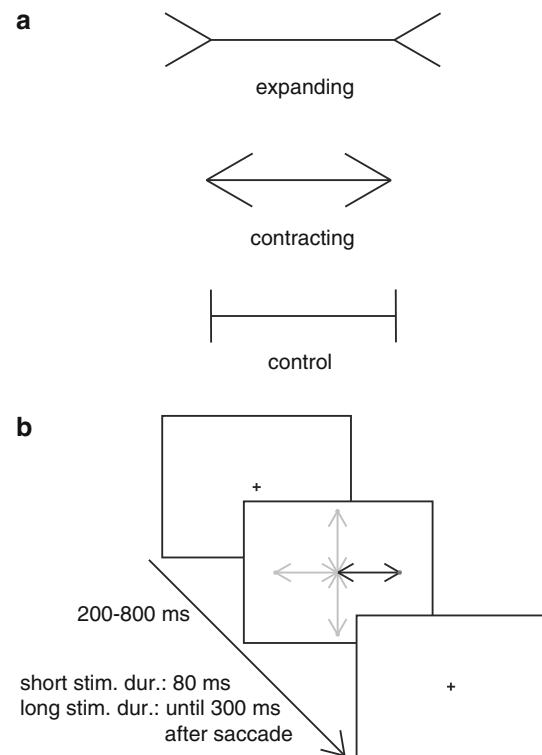 a
expanding
contracting
control
b
200-800 ms
short stim. dur.: 80 ms
long stim. dur.: until 300 ms
after saccade